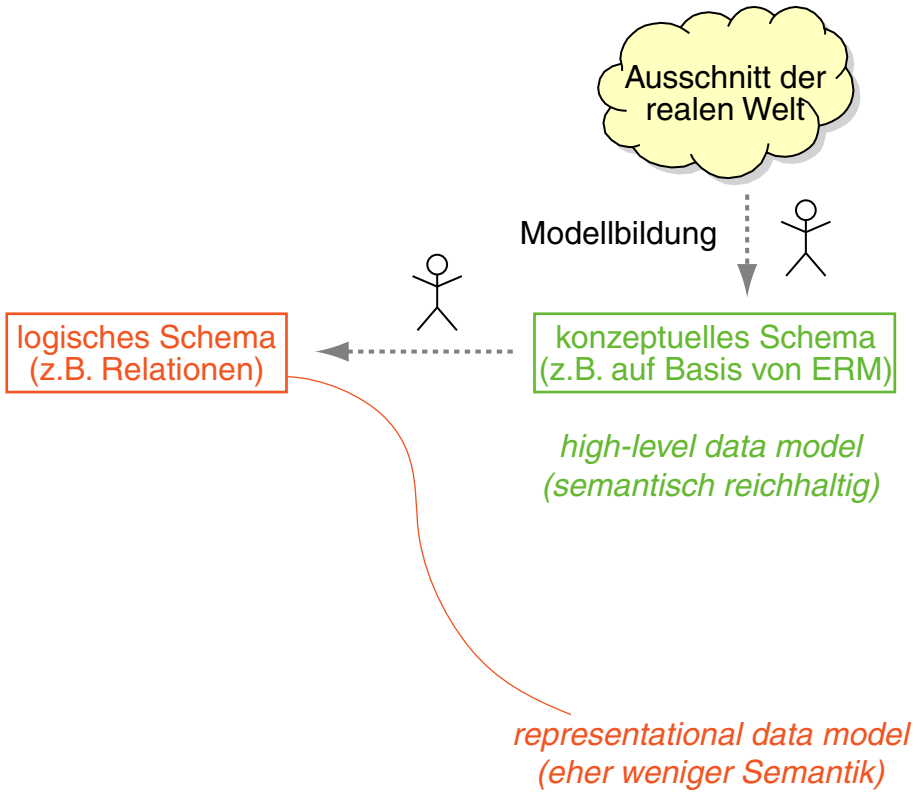 Ausschnitt der
realen Welt
Modellbildung
logisches Schema
(z.B. Relationen)
konzeptuelles Schema
(z.B. auf Basis von ERM)
high-level data model
(semantisch reichhaltig)
representational data model
(eher weniger Semantik)